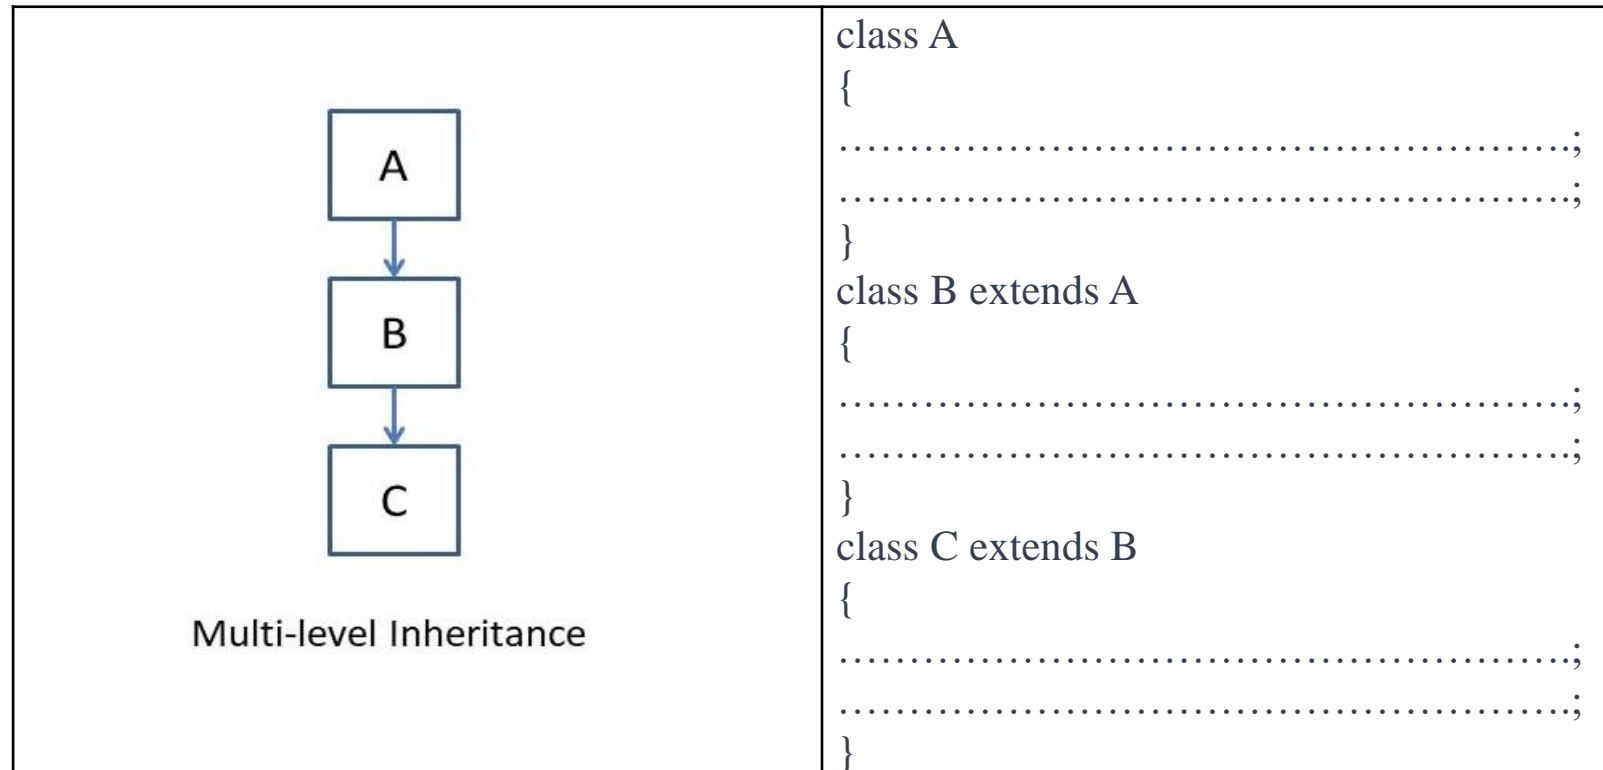 A
B
C
Multi-level Inheritance
class A
{
…………………………………………….;
…………………………………………….;
}
class B extends A
{
…………………………………………….;
…………………………………………….;
}
class C extends B
{
…………………………………………….;
…………………………………………….;
}